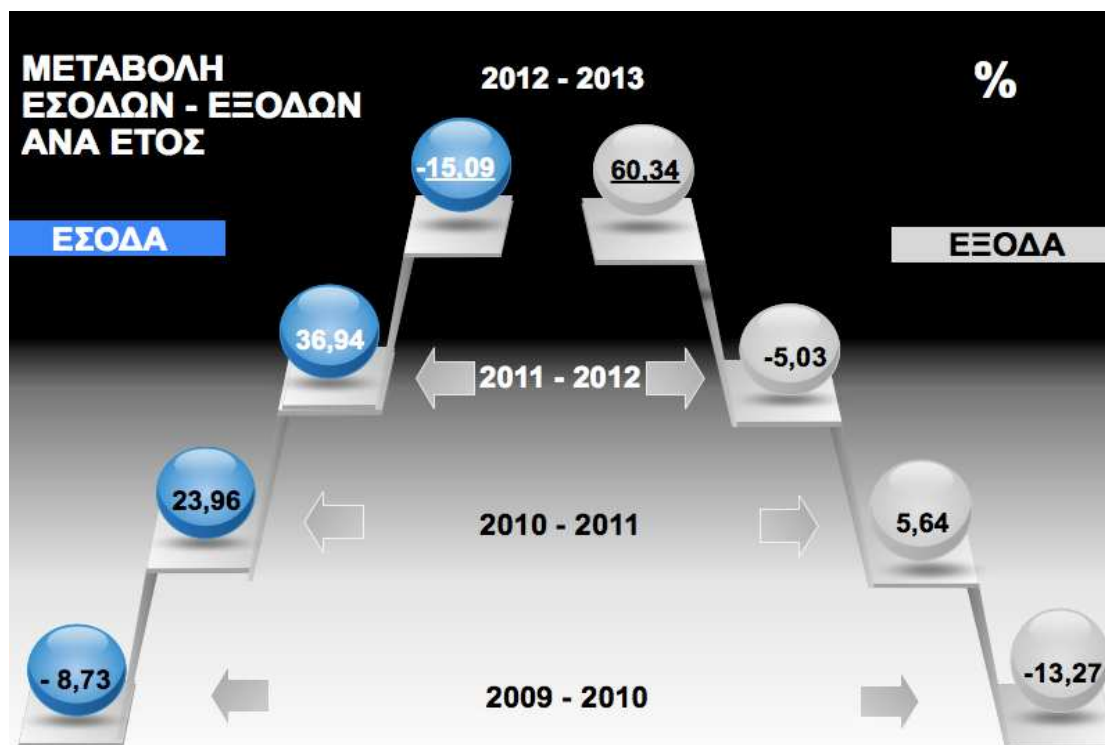 ΜΕΤΑΒΟΛΗ
ΕΣΟΔΩΝ - ΕΞΟΔΩΝ
ΑΝΑ ΕΤΟΣ
2012 - 2013
%
-15,09
60,34
ΕΣΟΔΑ
ΕΞΟΔΑ
36,94
2011 - 2012
-5,03
23,96
2010 - 2011
5,64
- 8,73
2009 - 2010
-13,27